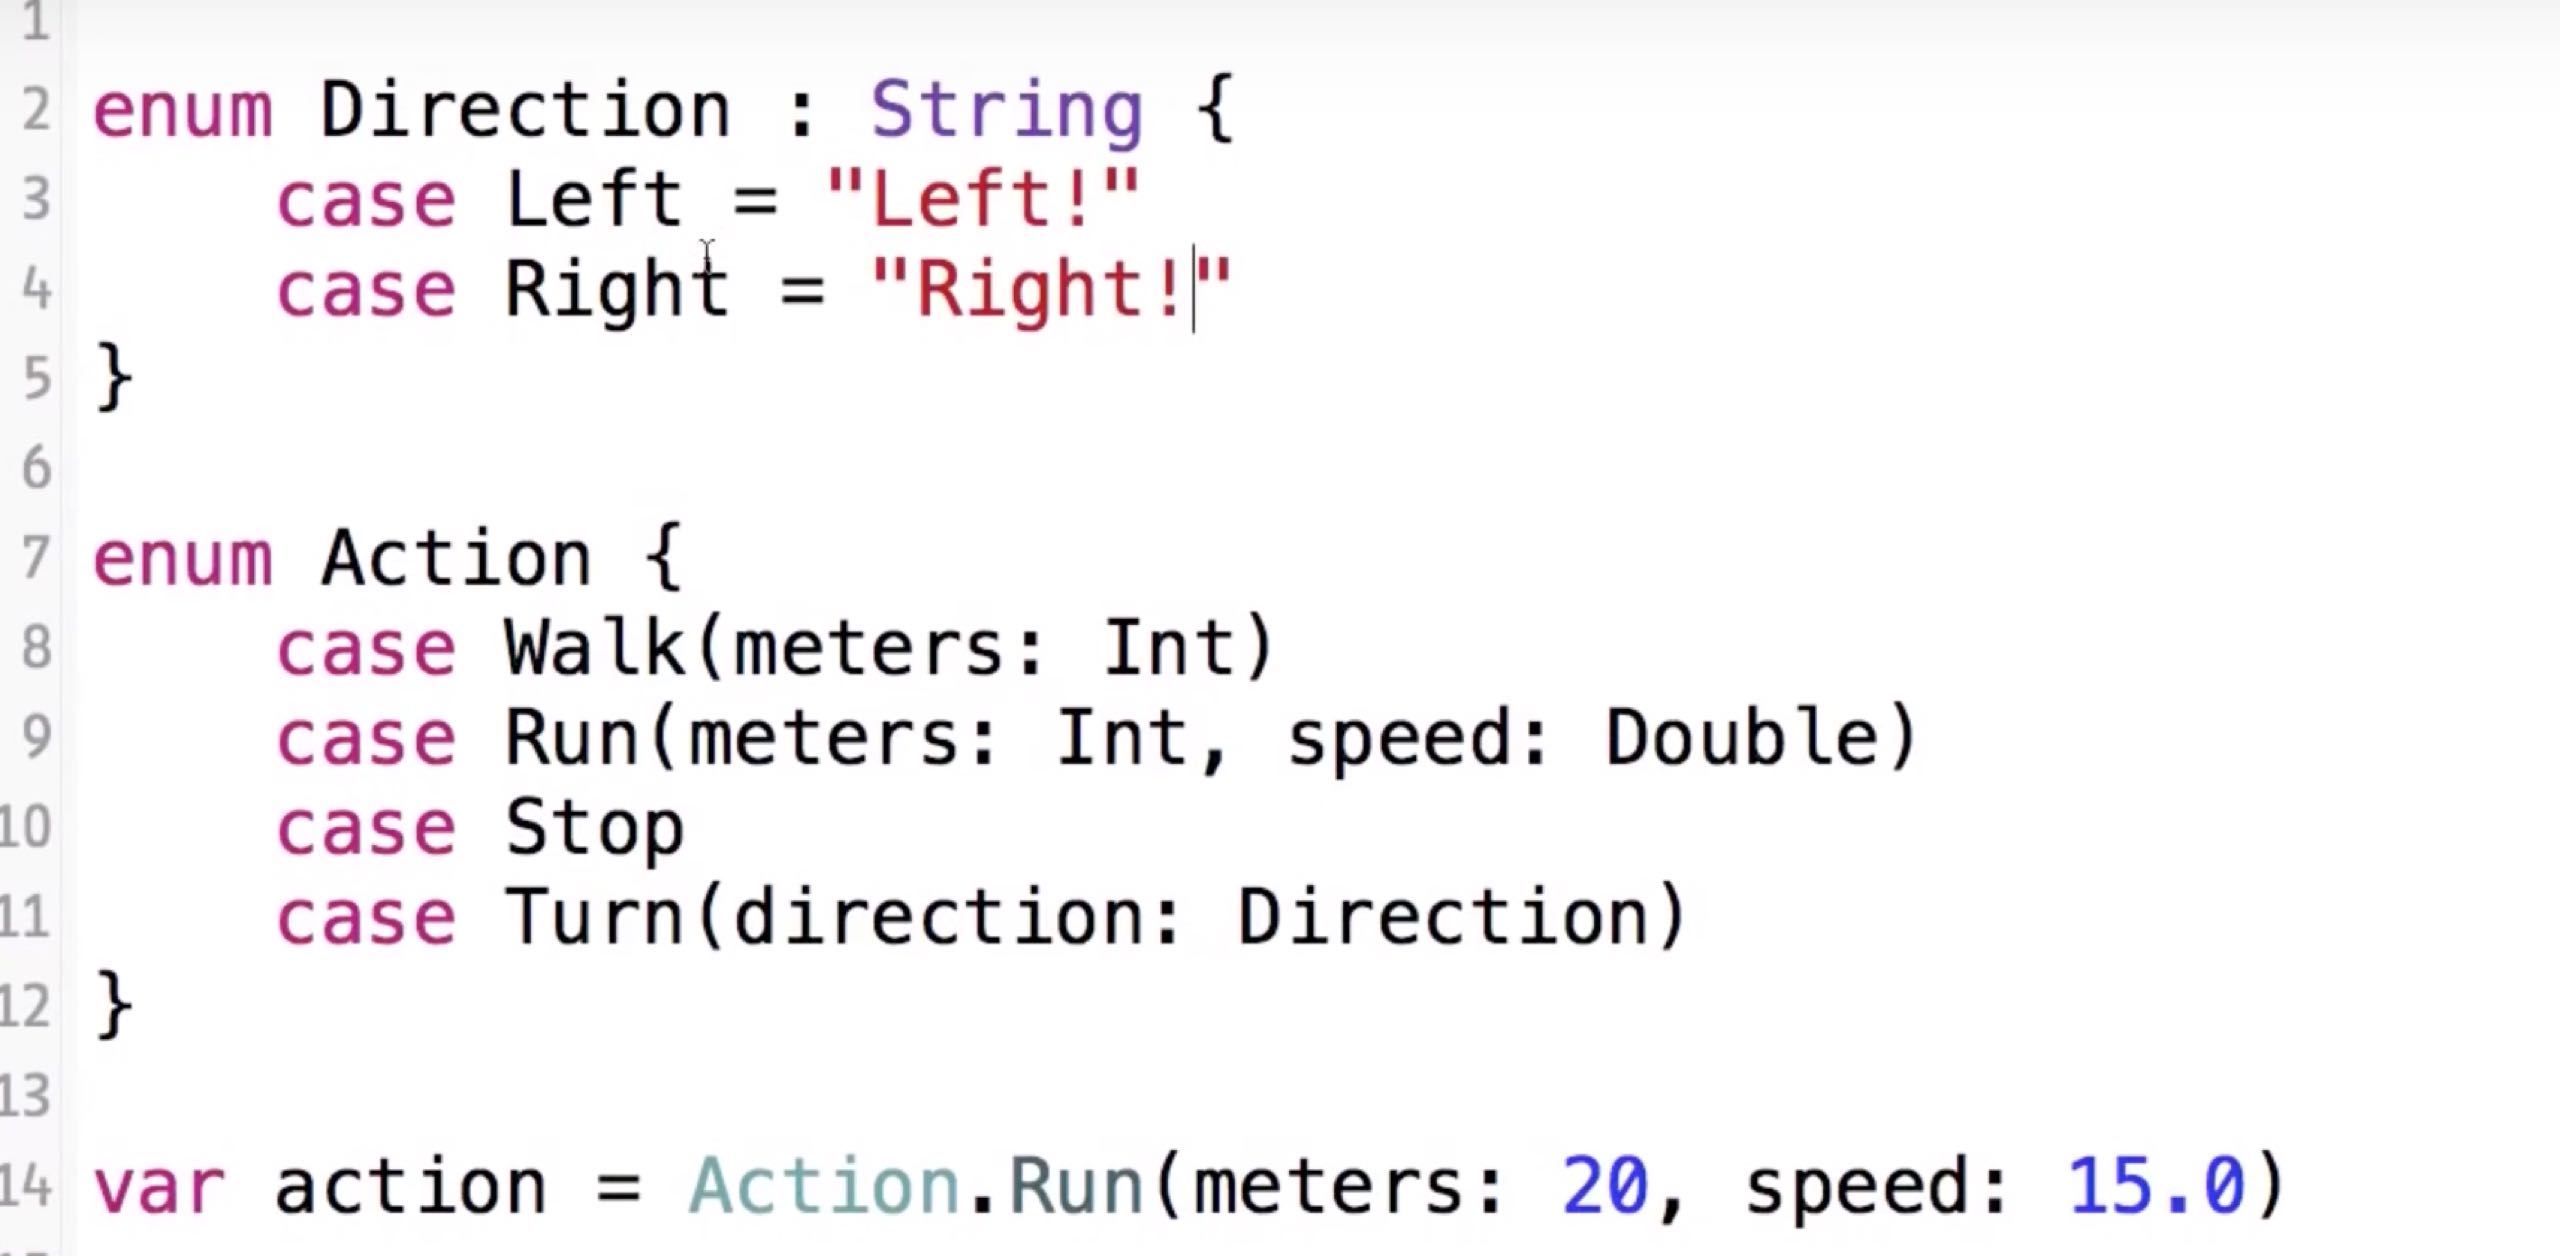 1
2 enum Direction : String {
3     case Left = "Left!"
4     case Right = "Right!"
5 }
6
7 enum Action {
8     case Walk(meters: Int)
9     case Run(meters: Int, speed: Double)
10     case Stop
11     case Turn(direction: Direction)
12 }
13
14 var action = Action.Run(meters: 20, speed: 15.0)